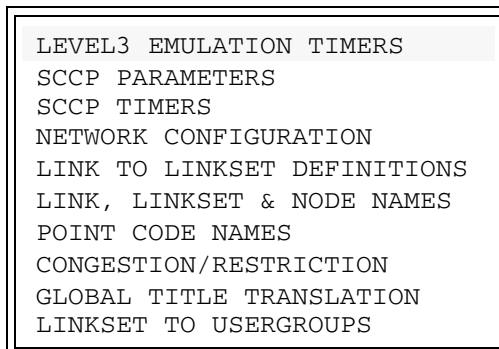 LEVEL3 EMULATION TIMERS
SCCP PARAMETERS
SCCP TIMERS
NETWORK CONFIGURATION
LINK TO LINKSET DEFINITIONS
LINK, LINKSET & NODE NAMES
POINT CODE NAMES
CONGESTION/RESTRICTION
GLOBAL TITLE TRANSLATION
LINKSET TO USERGROUPS